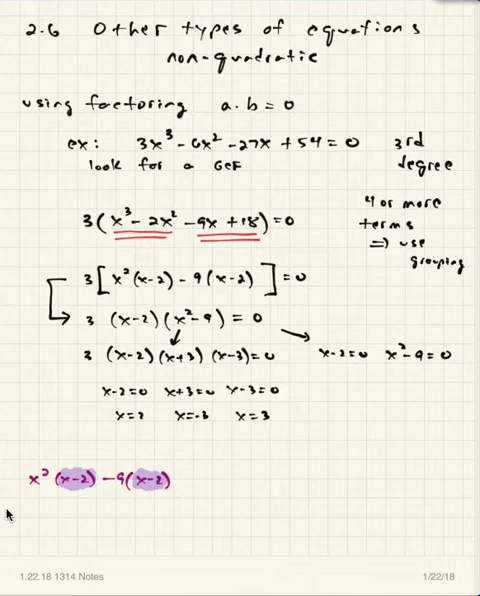 2.6 Other types of equations
non-quadratic
using factoring a·b=0
ex: 3x³ - 6x² - 27x + 54 = 0 3rd
look for a GCF degree
4 or more
3(x³ - 2x² - 9x + 18) = 0 terms
⇒ use
grouping
3[x²(x-2) - 9(x-2)] = 0
3 (x-2)(x²-9) = 0
3 (x-2)(x+3)(x-3)=0 x-2=0 x²-9=0
x-2=0 x+3=0 x-3=0
x=2 x=-3 x=3
x²(x-2) - 9(x-2)
1.22.18 1314 Notes 1/22/18